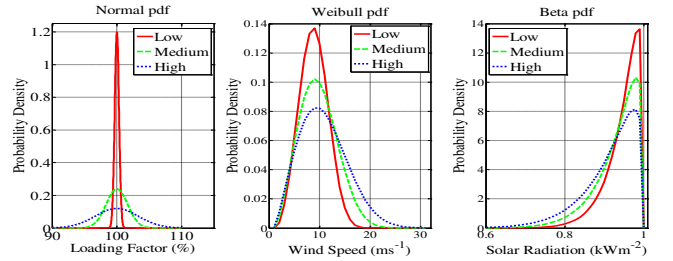 Normal pdf
Probability Density
1.2
1
0.8
0.6
0.4
0.2
0
90
100
110
Loading Factor (%)
Low
Medium
High
Weibull pdf
Probability Density
0.14
0.12
0.1
0.08
0.06
0.04
0.02
0
0
10
20
30
Wind Speed (ms-1)
Low
Medium
High
Beta pdf
Probability Density
14
12
10
8
6
4
2
0
0.6
0.8
1
Solar Radiation (kWm-2)
Low
Medium
High